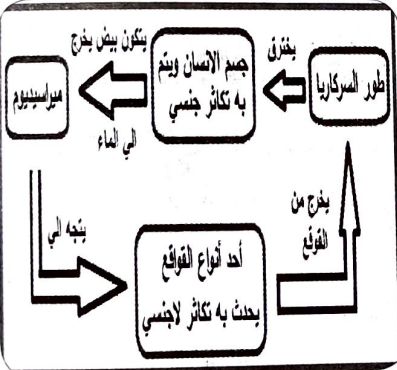 طور السركاريا
يخترق
جسم الانسان ويتم
به تكاثر جنسي
يتكون بيض يخرج
الي الماء
ميراسيديوم
يتجه الي
أحد أنواع القواقع
يحدث به تكاثر لاجنسي
يخرج من
القوقع